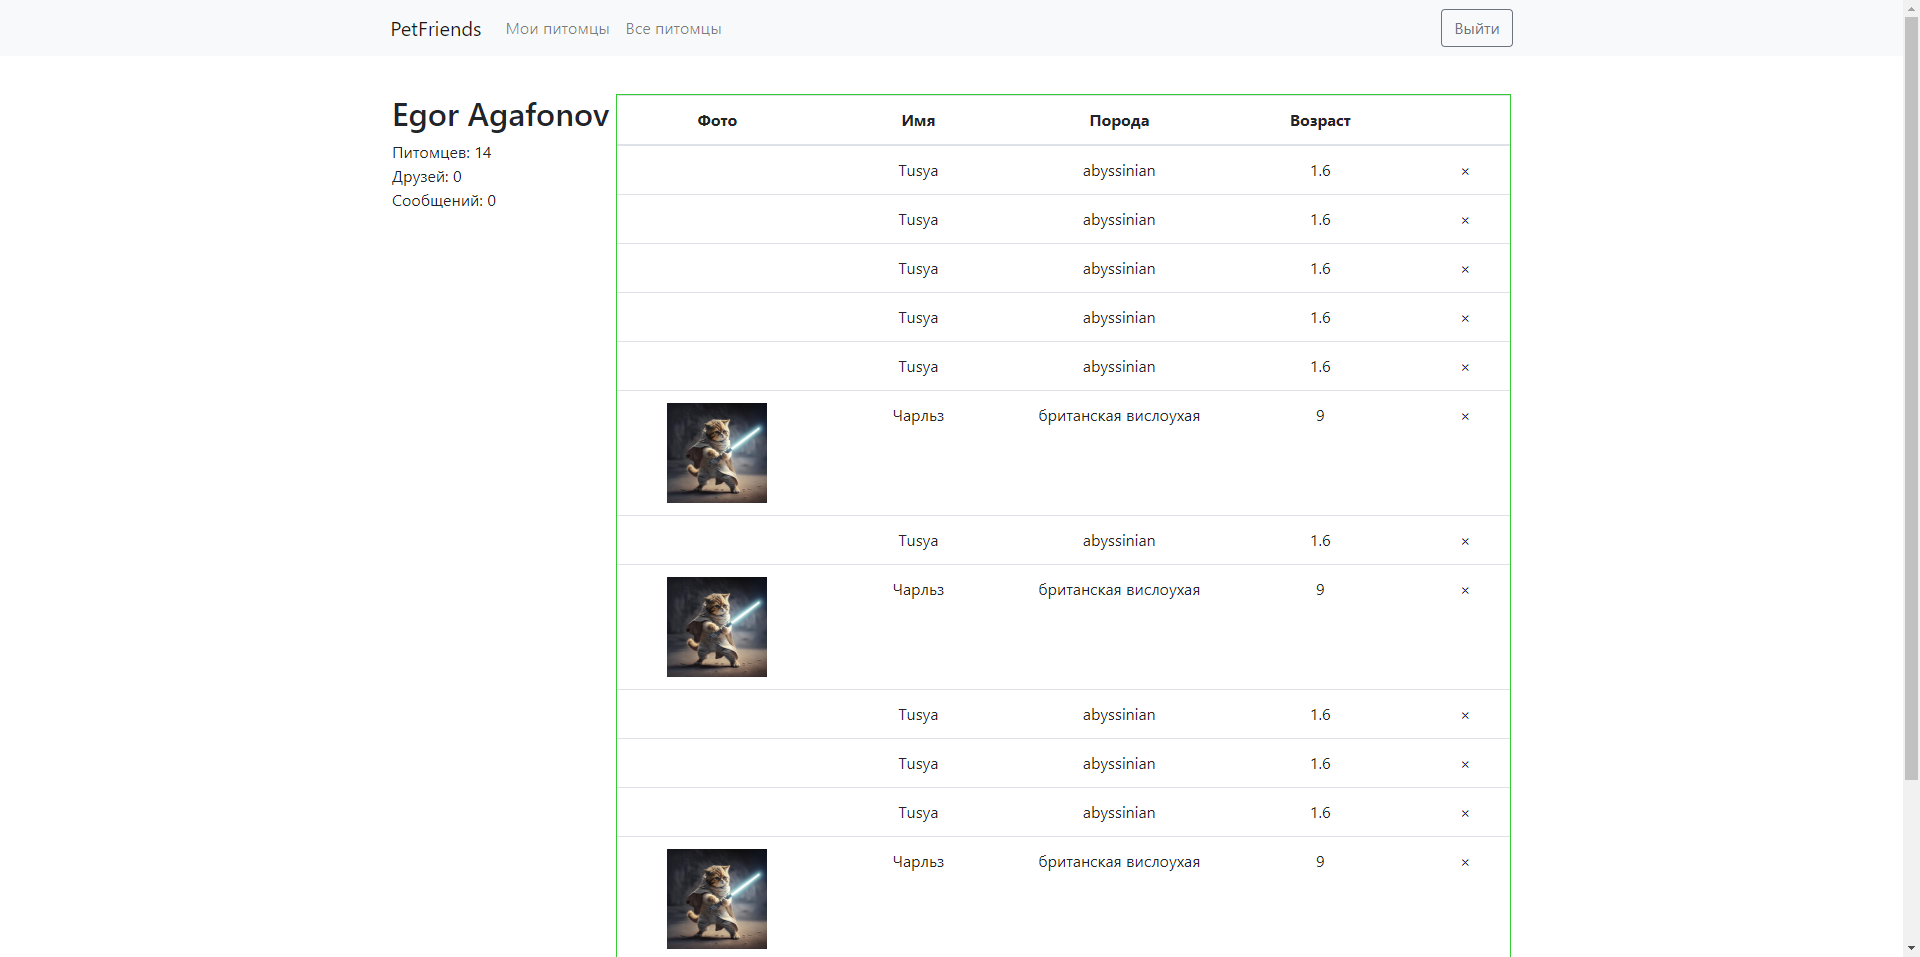 PetFriends Мои питомцы Все питомцы Выйти
Egor Agafonov
Питомцев: 14
Друзей: 0
Сообщений: 0
Фото Имя Порода Возраст
Tusya abyssinian 1.6 ×
Tusya abyssinian 1.6 ×
Tusya abyssinian 1.6 ×
Tusya abyssinian 1.6 ×
Tusya abyssinian 1.6 ×
Чарльз британская вислоухая 9 ×
Tusya abyssinian 1.6 ×
Чарльз британская вислоухая 9 ×
Tusya abyssinian 1.6 ×
Tusya abyssinian 1.6 ×
Tusya abyssinian 1.6 ×
Чарльз британская вислоухая 9 ×